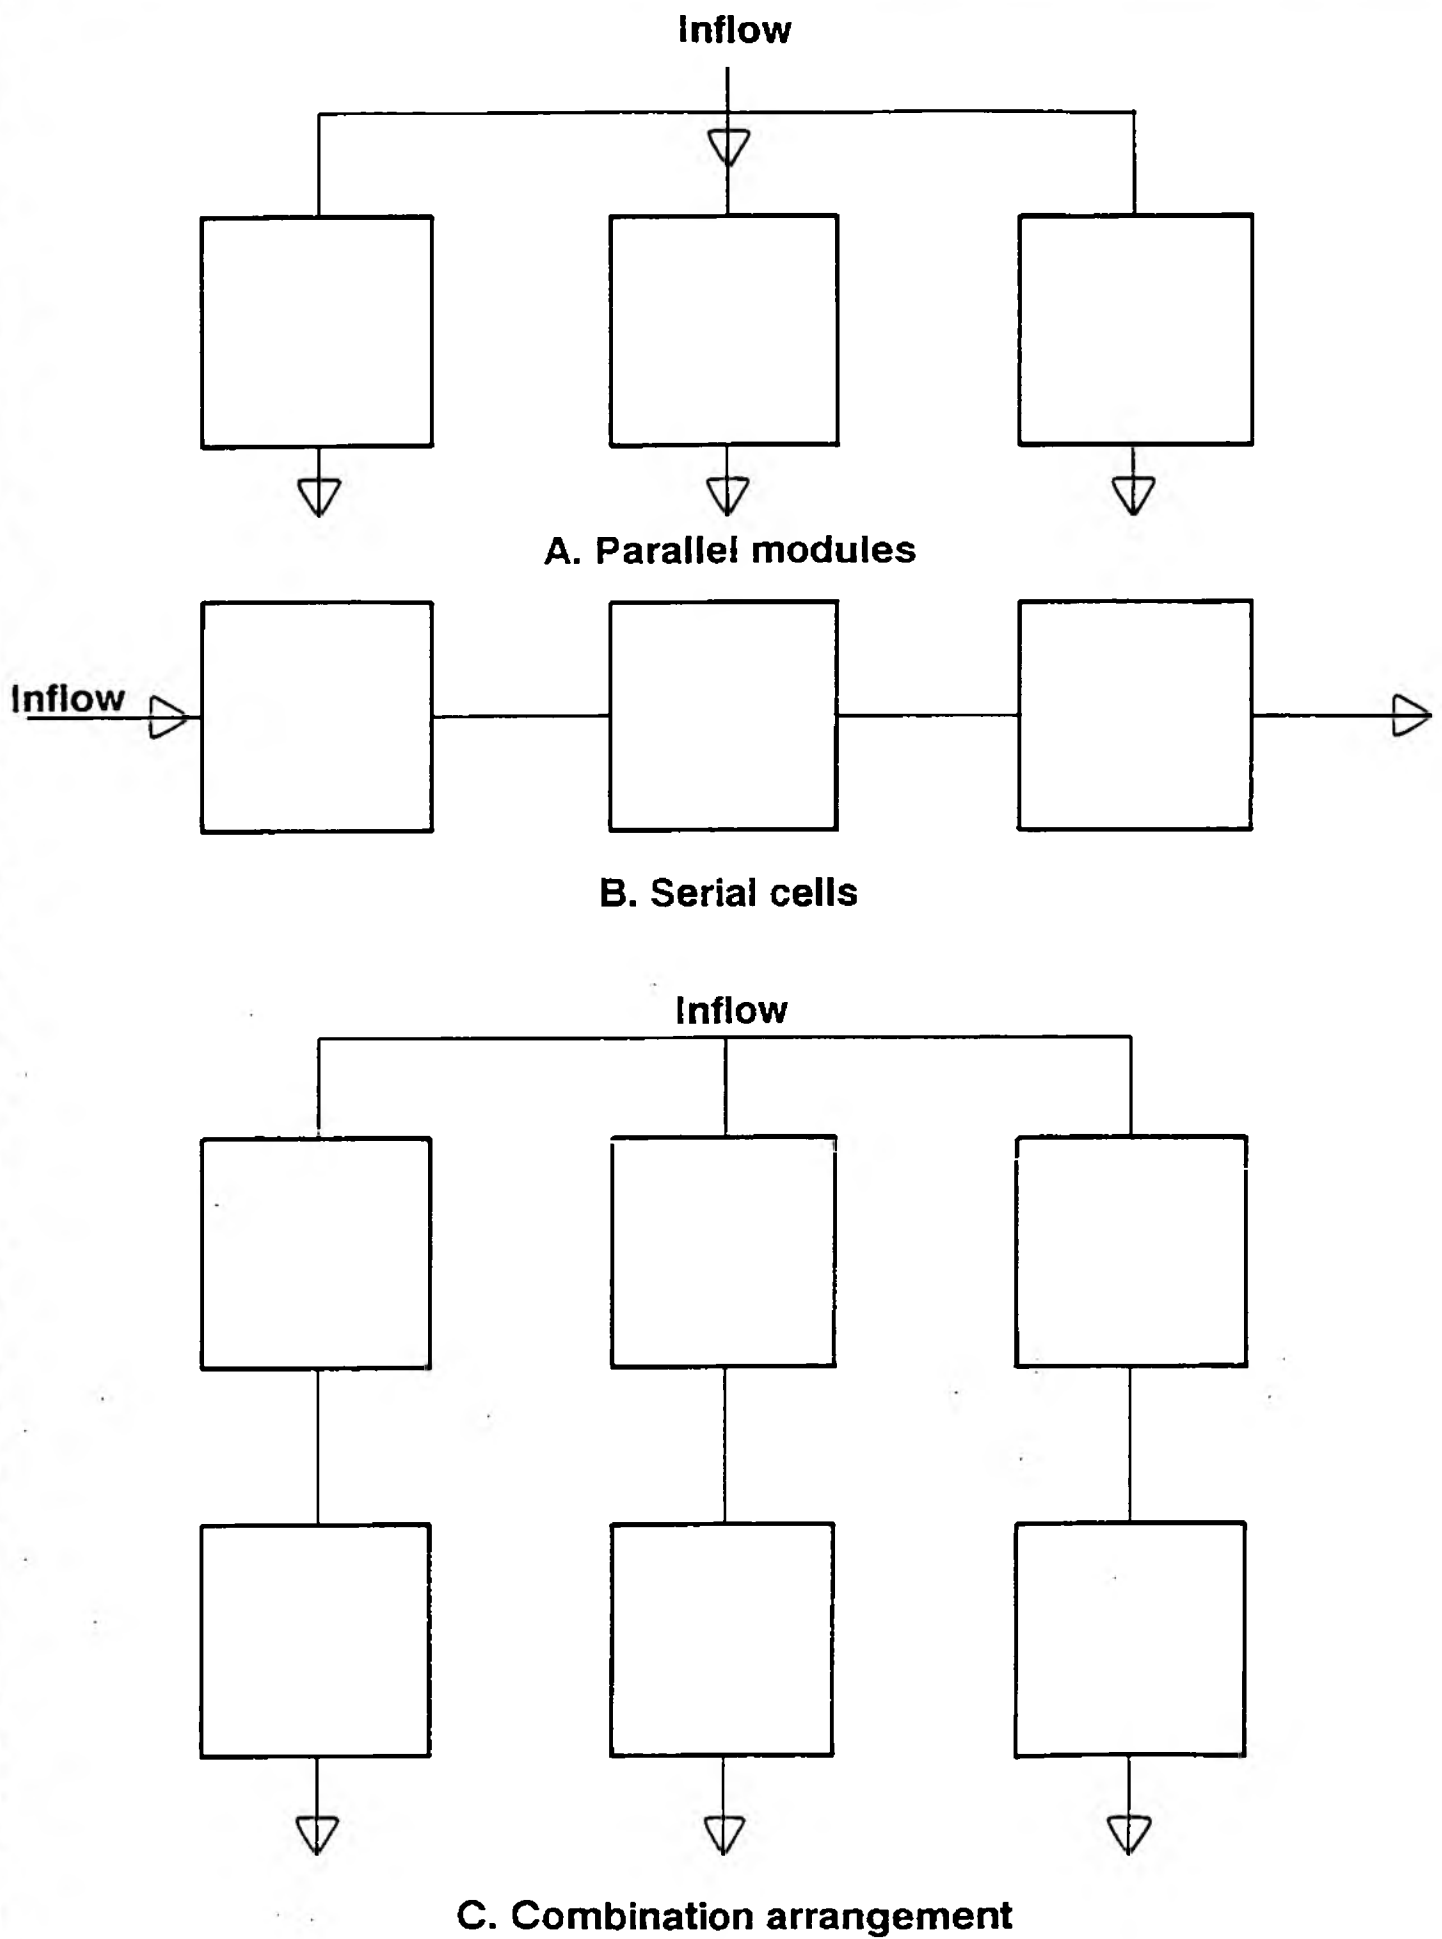 Inflow
A. Parallel modules
Inflow
B. Serial cells
Inflow
C. Combination arrangement